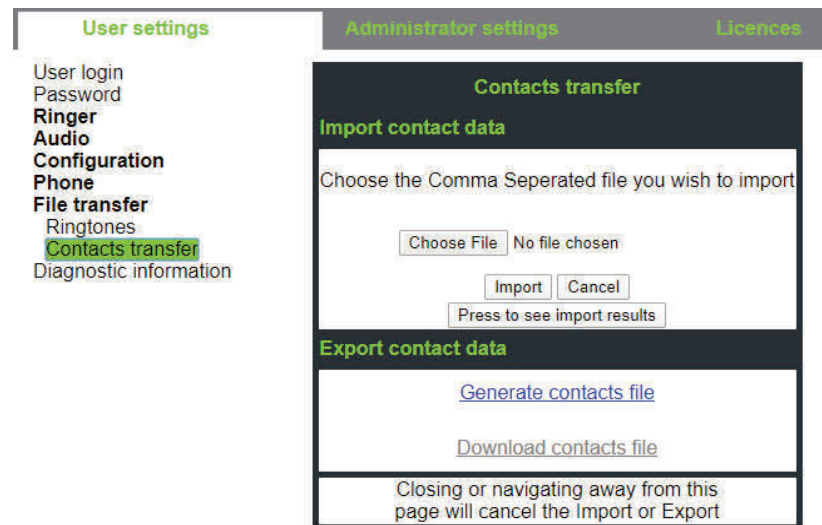 User settings
Administrator settings
Licences
User login
Password
Ringer
Audio
Configuration
Phone
File transfer
Ringtones
Contacts transfer
Diagnostic information
Contacts transfer
Import contact data
Choose the Comma Seperated file you wish to import
Choose File No file chosen
Import Cancel
Press to see import results
Export contact data
Generate contacts file
Download contacts file
Closing or navigating away from this
page will cancel the Import or Export